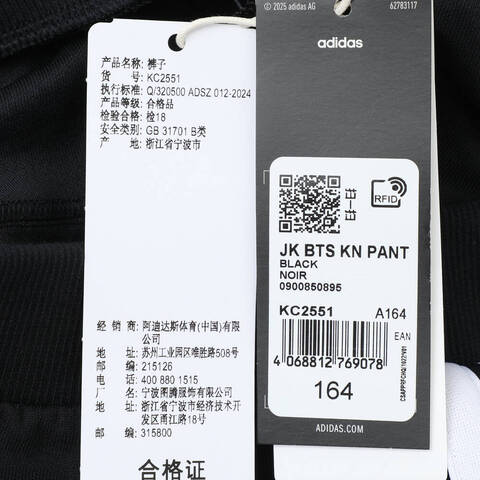 产品名称: 裤子
货 号: KC2551
执行标准: Q/320500 ADSZ 012-2024
产品等级: 合格品
检验合格: 检18
安全类别: GB 31701 B类
产 地: 浙江省宁波市
经 销 商: 阿迪达斯体育(中国)有限
公司
地 址: 苏州工业园区唯胜路508号
邮 编: 215126
电 话: 400 880 1515
厂 名: 宁波图腾服饰有限公司
地 址: 浙江省宁波市经济技术开
发区甬江路18号
邮 编: 315800
合格证
© 2025 adidas AG
62783117
adidas
13-13
RFID
JK BTS KN PANT
BLACK
NOIR
0900850895
KC2551 A164
EAN
4 068812 769078
164
ADIDAS.COM